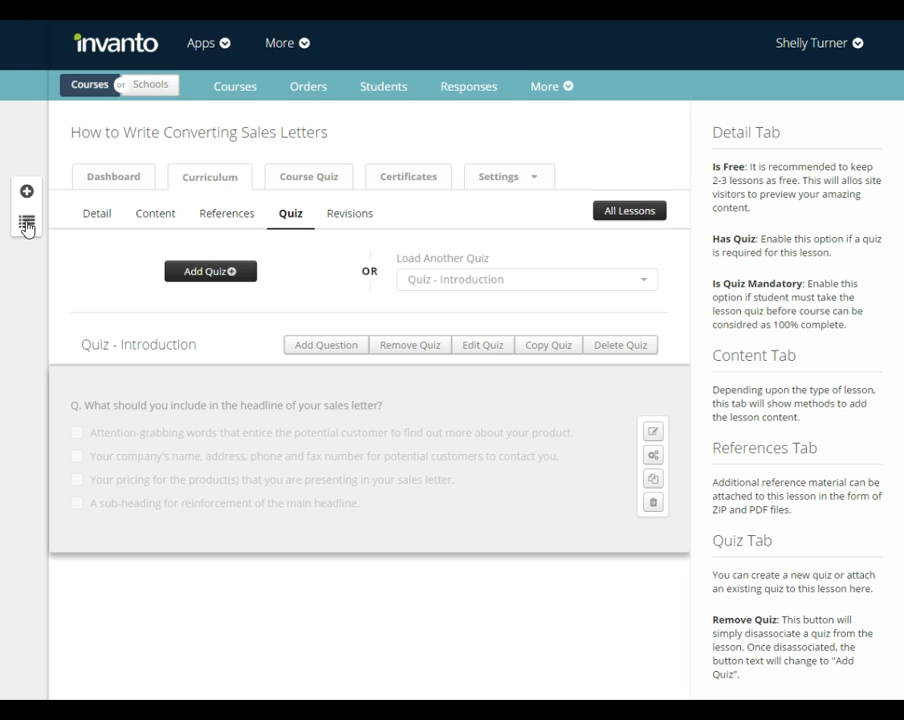 invanto
Apps
More
Shelly Turner
Courses or Schools
Courses
Orders
Students
Responses
More
How to Write Converting Sales Letters
Dashboard
Curriculum
Course Quiz
Certificates
Settings
Detail
Content
References
Quiz
Revisions
All Lessons
Add Quiz
OR
Load Another Quiz
Quiz - Introduction
Quiz - Introduction
Add Question
Remove Quiz
Edit Quiz
Copy Quiz
Delete Quiz
Q. What should you include in the headline of your sales letter?
Attention-grabbing words that entice the potential customer to find out more about your product.
Your company's name, address, phone and fax number for potential customers to contact you.
Your pricing for the product(s) that you are presenting in your sales letter.
A sub-heading for reinforcement of the main headline.
Detail Tab
Is Free: It is recommended to keep
2-3 lessons as free. This will allos site
visitors to preview your amazing
content.
Has Quiz: Enable this option if a quiz
is required for this lesson.
Is Quiz Mandatory: Enable this
option if student must take the
lesson quiz before course can be
considred as 100% complete.
Content Tab
Depending upon the type of lesson,
this tab will show methods to add
the lesson content.
References Tab
Additional reference material can be
attached to this lesson in the form of
ZIP and PDF files.
Quiz Tab
You can create a new quiz or attach
an existing quiz to this lesson here.
Remove Quiz: This button will
simply disassociate a quiz from the
lesson. Once disassociated, the
button text will change to "Add
Quiz".